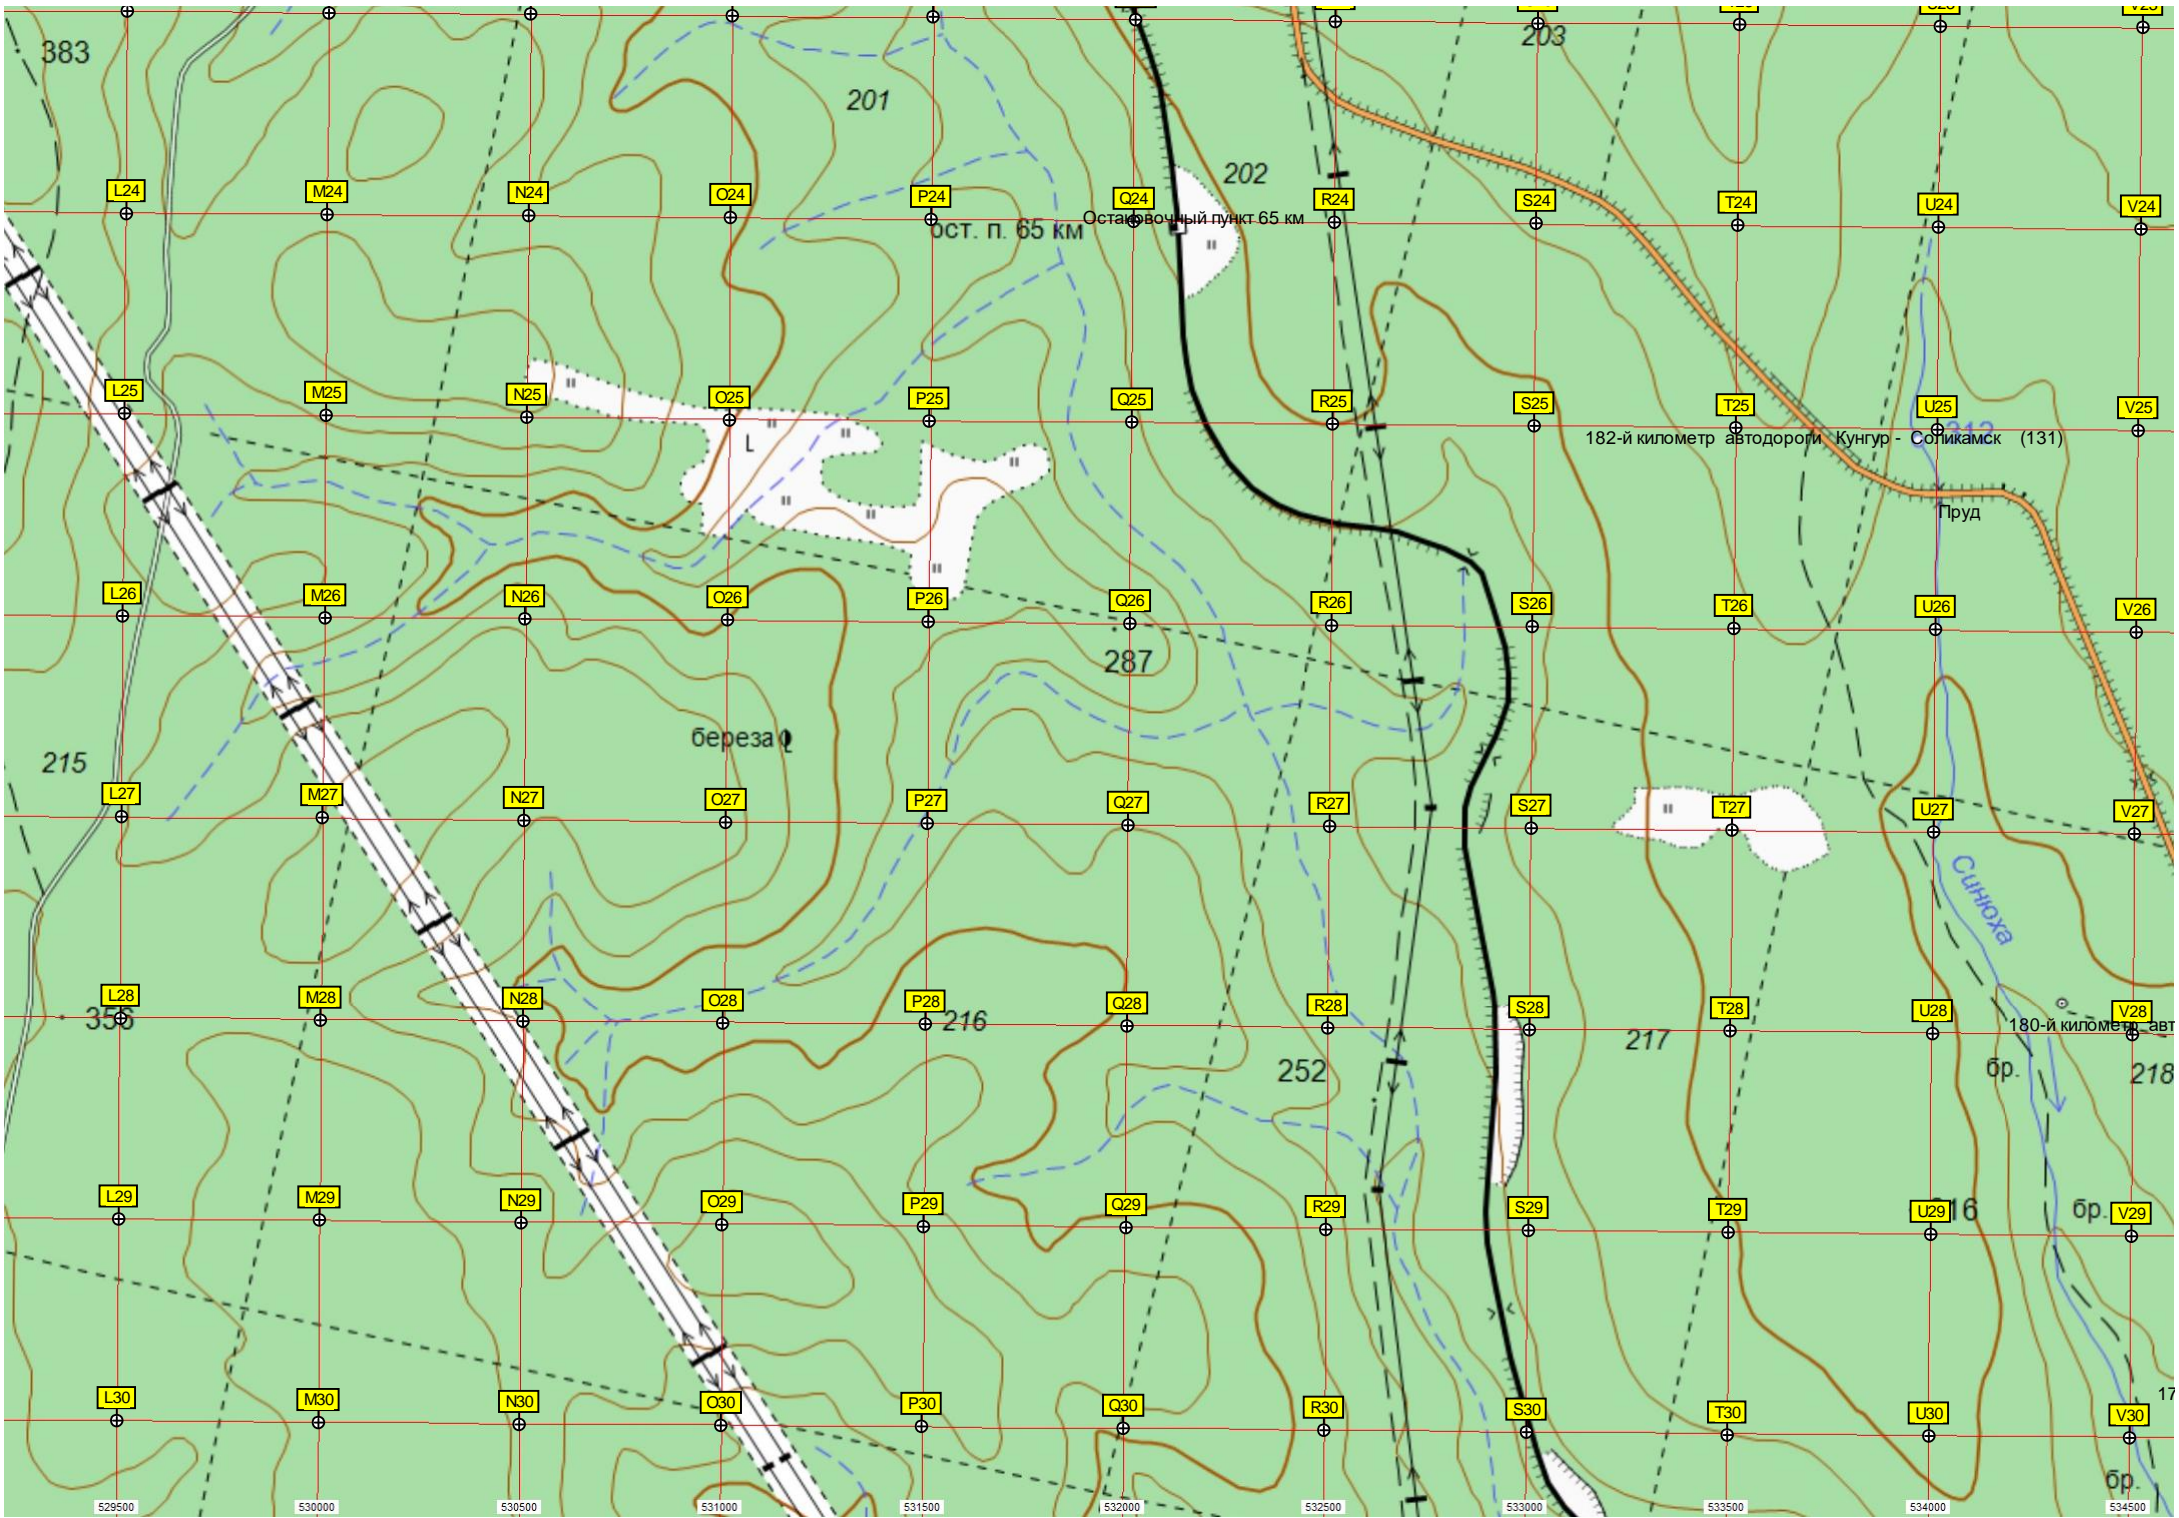 383
203
201
202
L24 M24 N24 O24 P24 Q24 R24 S24 T24 U24 V24
Остановочный пункт 65 км
ост. п. 65 км
L25 M25 N25 O25 P25 Q25 R25 S25 T25 U25 V25
312
182-й километр автодороги Кунгур - Соликамск (131)
Пруд
L26 M26 N26 O26 P26 Q26 R26 S26 T26 U26 V26
287
береза
215
L27 M27 N27 O27 P27 Q27 R27 S27 T27 U27 V27
Синюха
L28 M28 N28 O28 P28 Q28 R28 S28 T28 U28 V28
356
216
217
180-й километр авт
252
бр.
218
L29 M29 N29 O29 P29 Q29 R29 S29 T29 U29 V29
16
бр.
L30 M30 N30 O30 P30 Q30 R30 S30 T30 U30 V30
17
бр.
529500 530000 530500 531000 531500 532000 532500 533000 533500 534000 534500